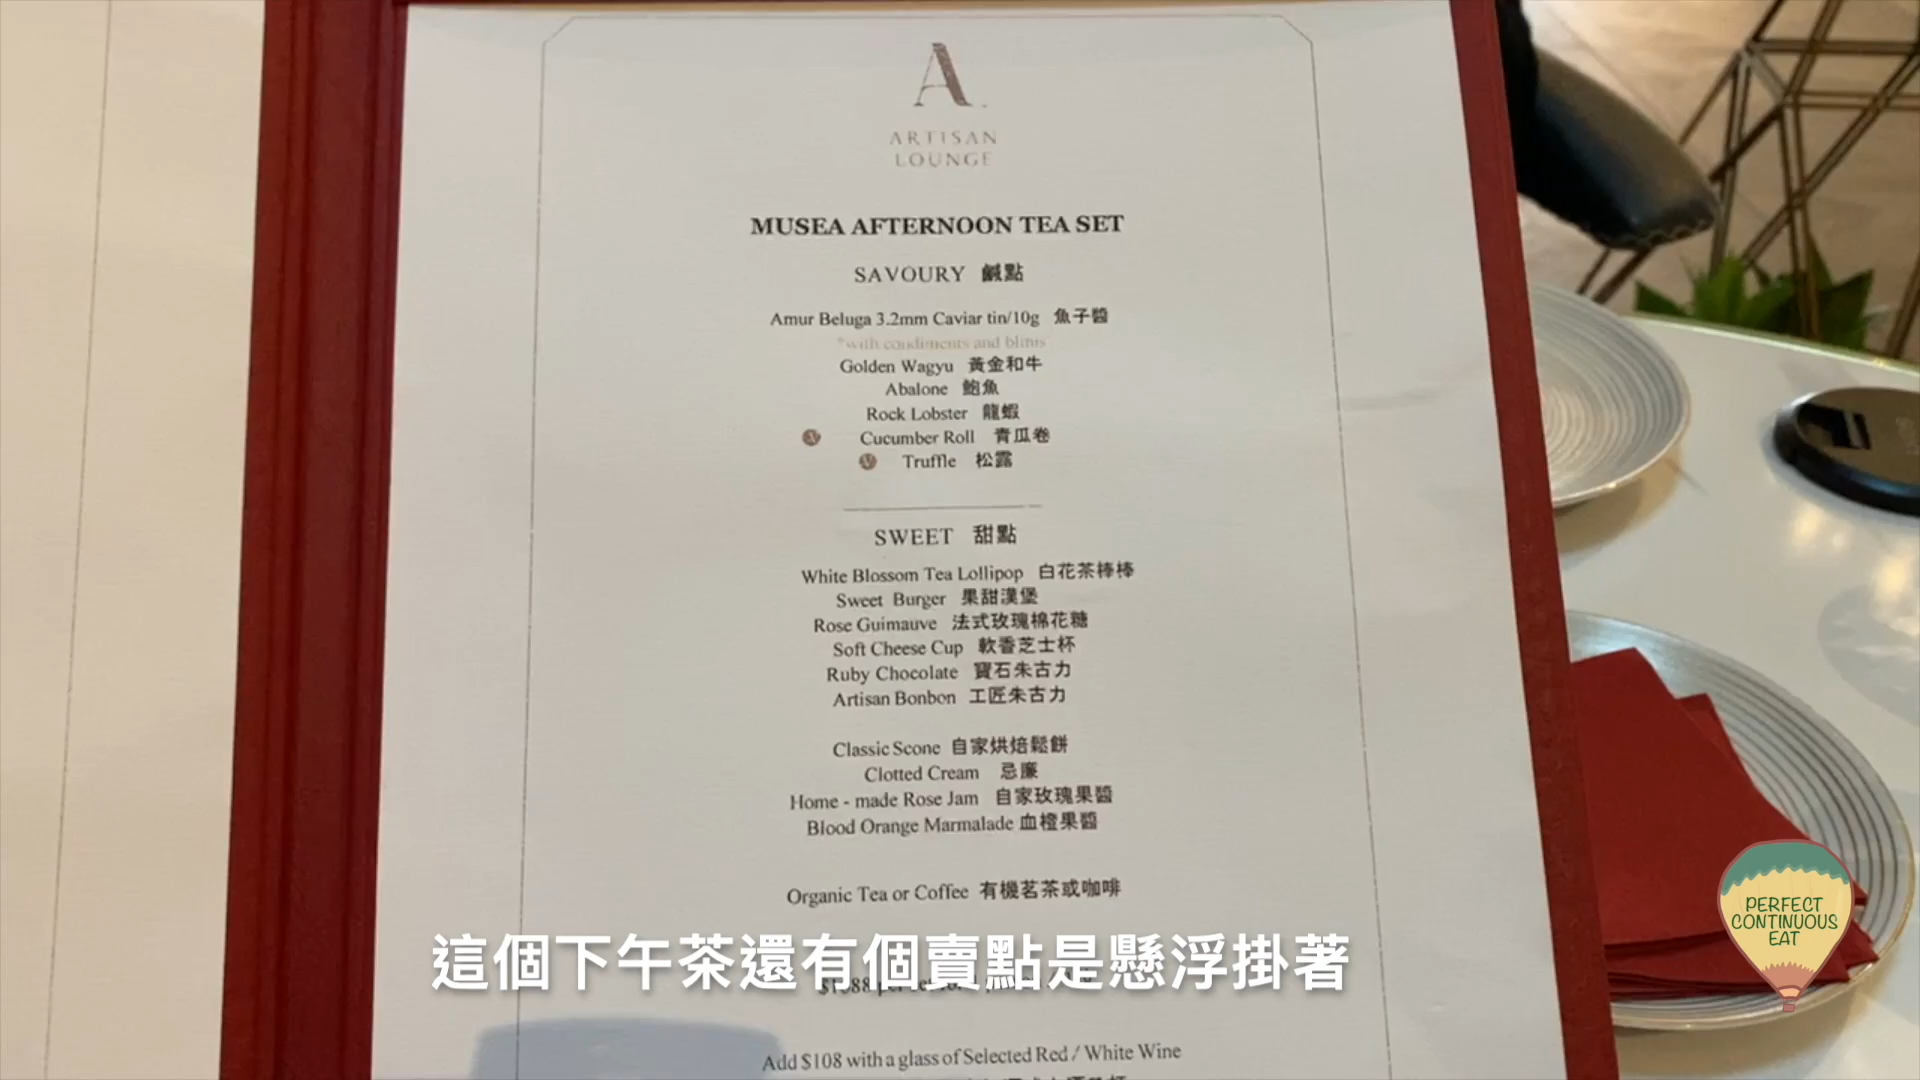 A
ARTISAN
LOUNGE
MUSEA AFTERNOON TEA SET
SAVOURY 鹹點
Amur Beluga 3.2mm Caviar tin/10g 魚子醬
*with condiments and blinis
Golden Wagyu 黃金和牛
Abalone 鮑魚
Rock Lobster 龍蝦
V Cucumber Roll 青瓜卷
V Truffle 松露
SWEET 甜點
White Blossom Tea Lollipop 白花茶棒棒
Sweet Burger 果甜漢堡
Rose Guimauve 法式玫瑰棉花糖
Soft Cheese Cup 軟香芝士杯
Ruby Chocolate 寶石朱古力
Artisan Bonbon 工匠朱古力
Classic Scone 自家烘焙鬆餅
Clotted Cream 忌廉
Home - made Rose Jam 自家玫瑰果醬
Blood Orange Marmalade 血橙果醬
Organic Tea or Coffee 有機茗茶或咖啡
這個下午茶還有個賣點是懸浮掛著
Add $108 with a glass of Selected Red / White Wine
PERFECT
CONTINUOUS
EAT